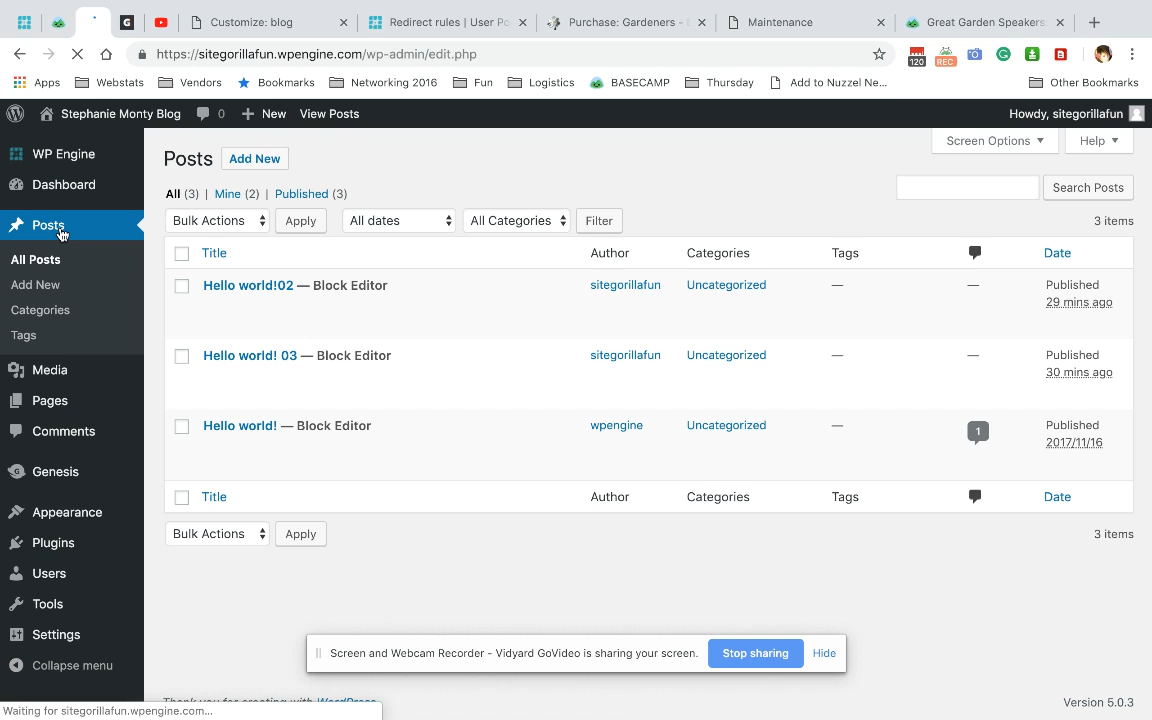 Customize: blog
Redirect rules | User Po
Purchase: Gardeners -
Maintenance
Great Garden Speakers
https://sitegorillafun.wpengine.com/wp-admin/edit.php
120
REC
Apps
Webstats
Vendors
Bookmarks
Networking 2016
Fun
Logistics
BASECAMP
Thursday
Add to Nuzzel Ne...
Other Bookmarks
Stephanie Monty Blog
0
New
View Posts
Howdy, sitegorillafun
WP Engine
Dashboard
Posts
All Posts
Add New
Categories
Tags
Media
Pages
Comments
Genesis
Appearance
Plugins
Users
Tools
Settings
Collapse menu
Posts Add New
Screen Options
Help
All (3) | Mine (2) | Published (3)
Search Posts
Bulk Actions
Apply
All dates
All Categories
Filter
3 items
Title Author Categories Tags Date
Hello world!02 — Block Editor sitegorillafun Uncategorized — — Published
29 mins ago
Hello world! 03 — Block Editor sitegorillafun Uncategorized — — Published
30 mins ago
Hello world! — Block Editor wpengine Uncategorized — 1 Published
2017/11/16
Title Author Categories Tags Date
Bulk Actions
Apply
3 items
Screen and Webcam Recorder - Vidyard GoVideo is sharing your screen.
Stop sharing
Hide
Thank you for creating with WordPress
Version 5.0.3
Waiting for sitegorillafun.wpengine.com...